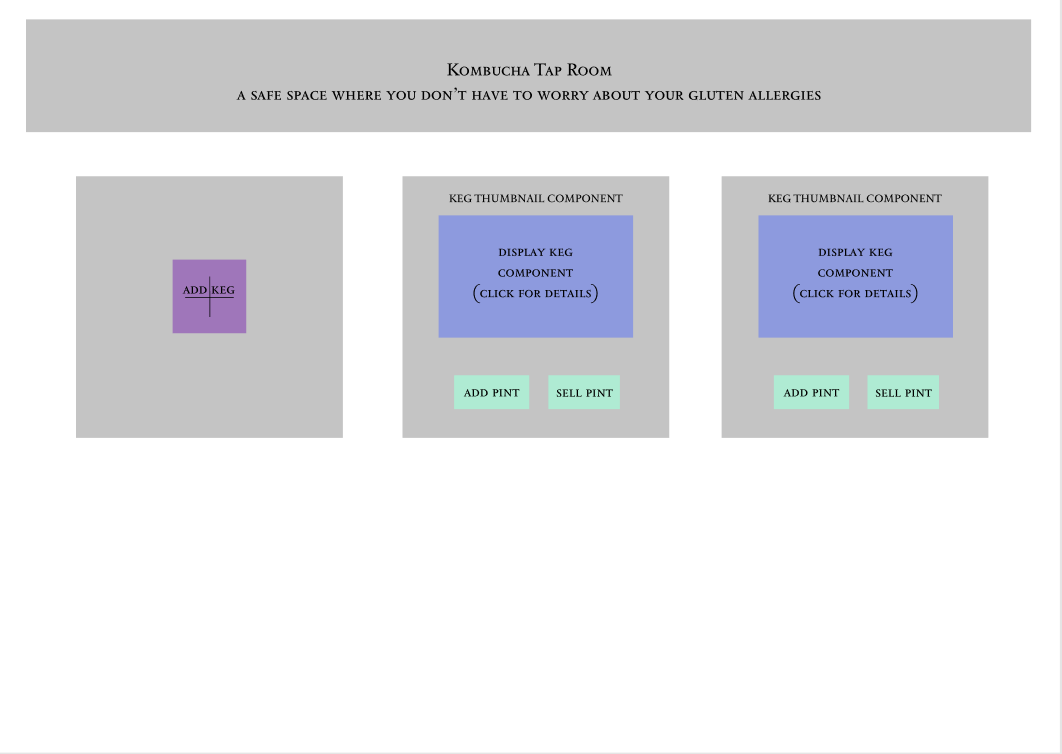 Kombucha Tap Room
a safe space where you don't have to worry about your gluten allergies
Add Keg
Keg Thumbnail Component
Display Keg
Component
(click for details)
Add Pint
Sell Pint
Keg Thumbnail Component
Display Keg
Component
(click for details)
Add Pint
Sell Pint